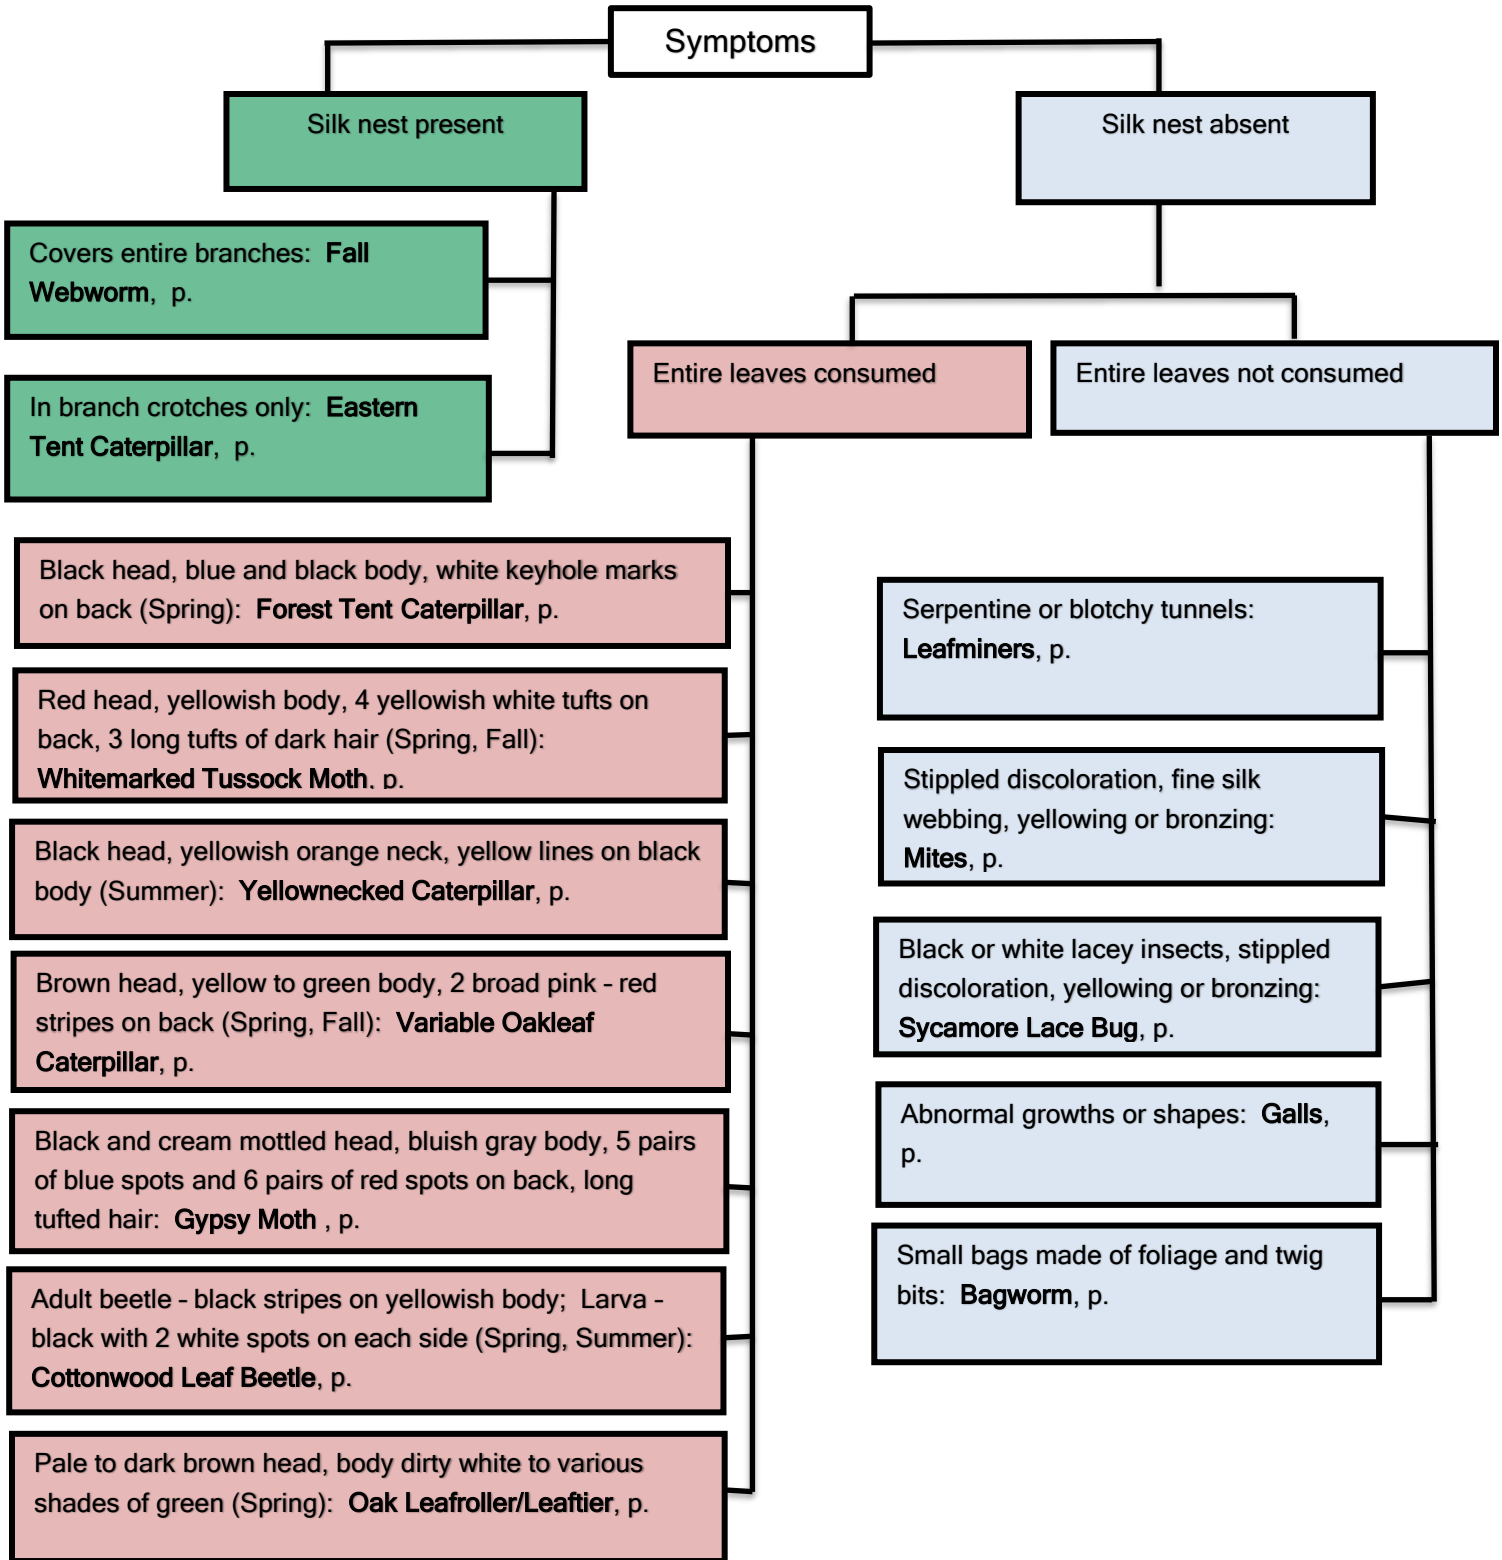 Symptoms
Silk nest present
Silk nest absent
Covers entire branches:  Fall
Webworm,  p.
In branch crotches only:  Eastern
Tent Caterpillar,  p.
Entire leaves consumed
Entire leaves not consumed
Black head, blue and black body, white keyhole marks
on back (Spring):  Forest Tent Caterpillar, p.
Red head, yellowish body, 4 yellowish white tufts on
back, 3 long tufts of dark hair (Spring, Fall):
Whitemarked Tussock Moth, p.
Black head, yellowish orange neck, yellow lines on black
body (Summer):  Yellownecked Caterpillar, p.
Brown head, yellow to green body, 2 broad pink - red
stripes on back (Spring, Fall):  Variable Oakleaf
Caterpillar, p.
Black and cream mottled head, bluish gray body, 5 pairs
of blue spots and 6 pairs of red spots on back, long
tufted hair:  Gypsy Moth , p.
Adult beetle - black stripes on yellowish body;  Larva -
black with 2 white spots on each side (Spring, Summer):
Cottonwood Leaf Beetle, p.
Pale to dark brown head, body dirty white to various
shades of green (Spring):  Oak Leafroller/Leaftier, p.
Serpentine or blotchy tunnels:
Leafminers, p.
Stippled discoloration, fine silk
webbing, yellowing or bronzing:
Mites, p.
Black or white lacey insects, stippled
discoloration, yellowing or bronzing:
Sycamore Lace Bug, p.
Abnormal growths or shapes:  Galls,
p.
Small bags made of foliage and twig
bits:  Bagworm, p.